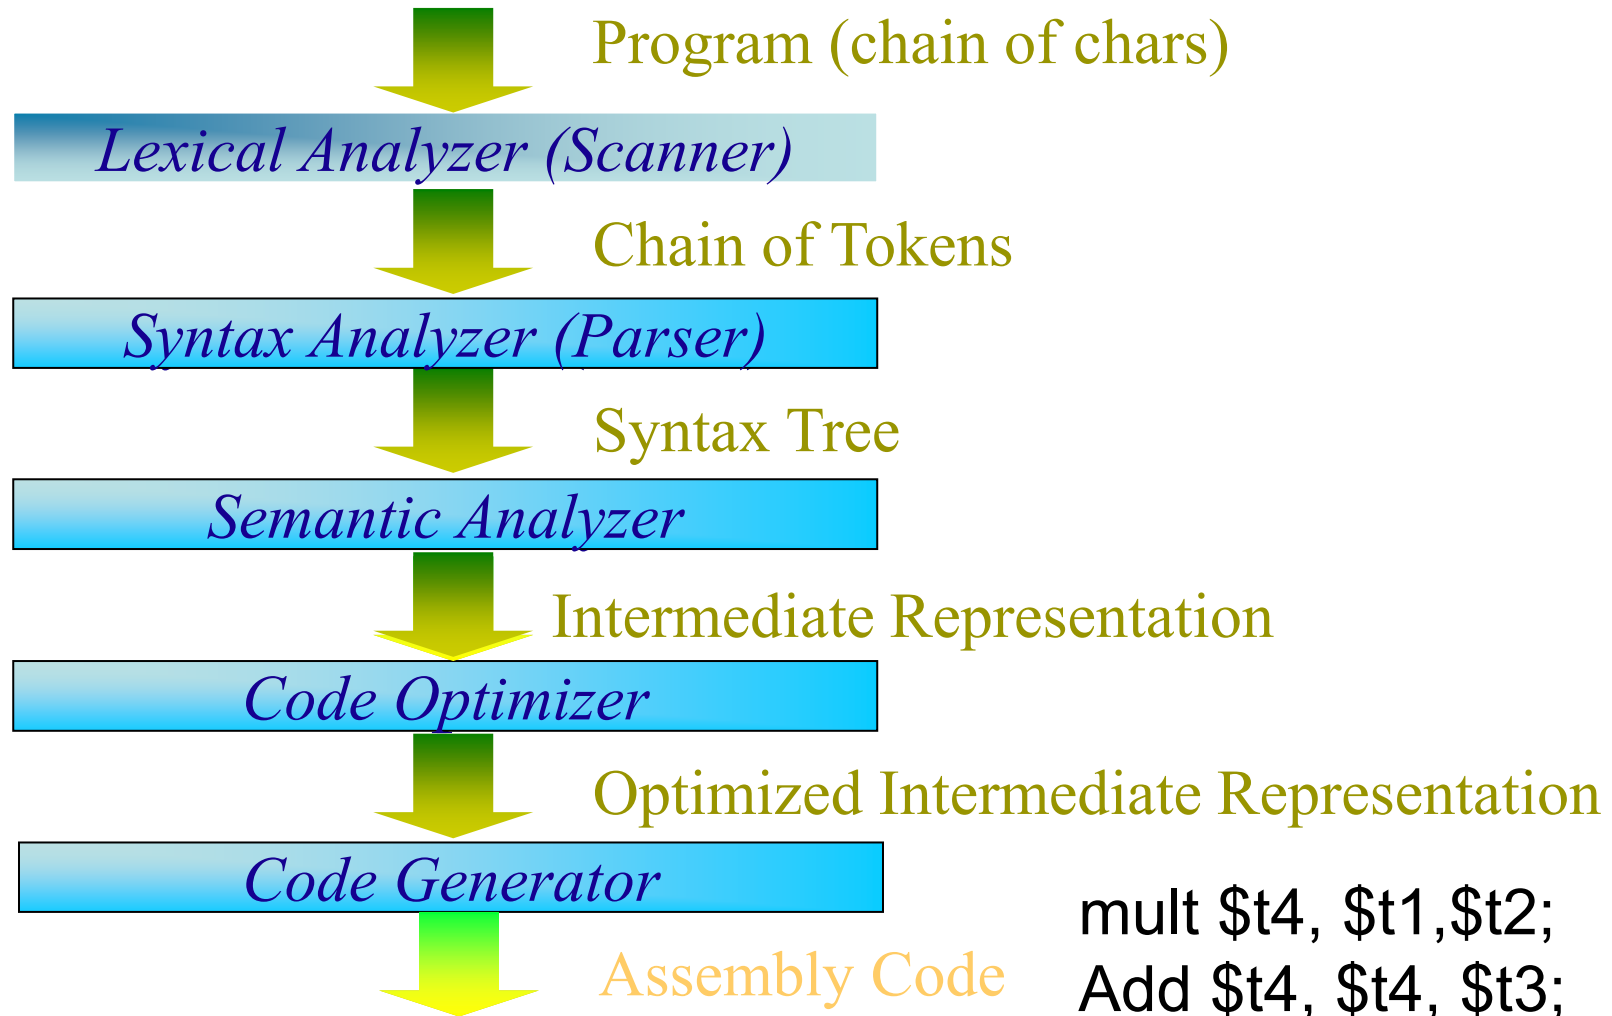 Program (chain of chars)
Lexical Analyzer (Scanner)
Chain of Tokens
Syntax Analyzer (Parser)
Syntax Tree
Semantic Analyzer
Intermediate Representation
Code Optimizer
Optimized Intermediate Representation
Code Generator
Assembly Code
mult $t4, $t1,$t2;
Add $t4, $t4, $t3;